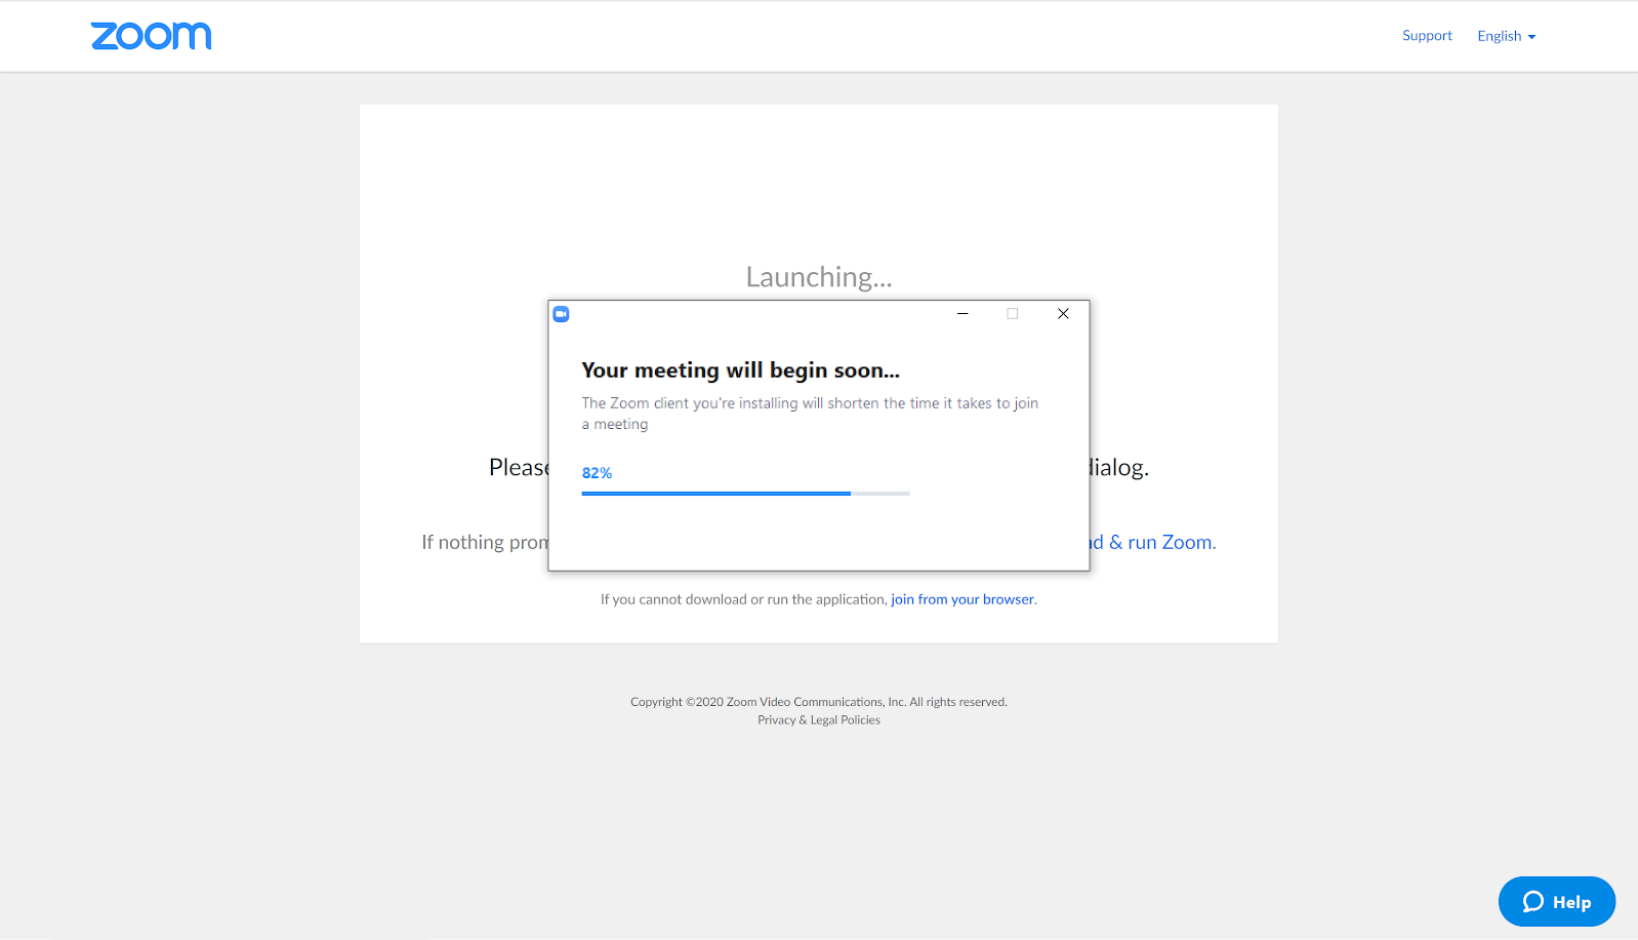 zoom
Support English
Launching...
Your meeting will begin soon...
The Zoom client you're installing will shorten the time it takes to join
a meeting
82%
Please dialog.
If nothing & run Zoom.
If you cannot download or run the application, join from your browser.
Copyright ©2020 Zoom Video Communications, Inc. All rights reserved.
Privacy & Legal Policies
Help